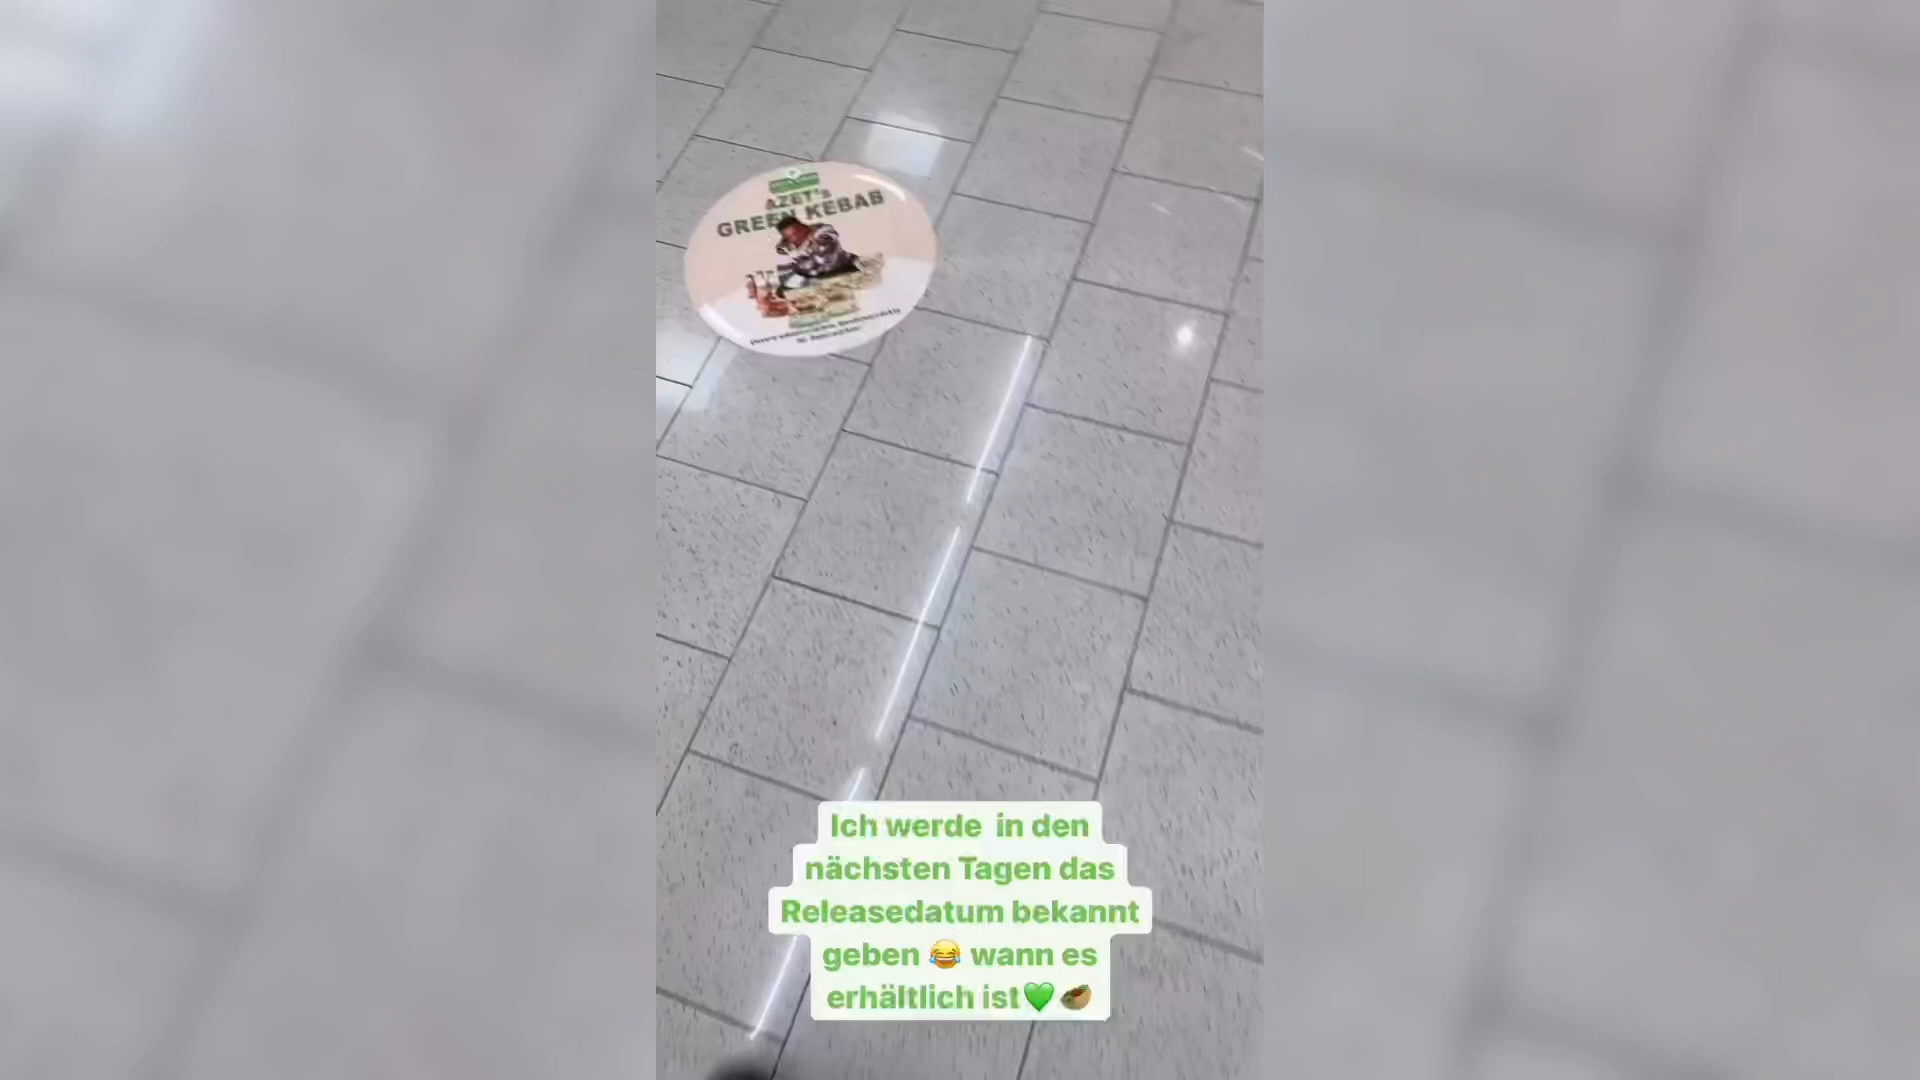 AZET's
GREEN KEBAB
Ich werde in den
nächsten Tagen das
Releasedatum bekannt
geben 😂 wann es
erhältlich ist💚🥙